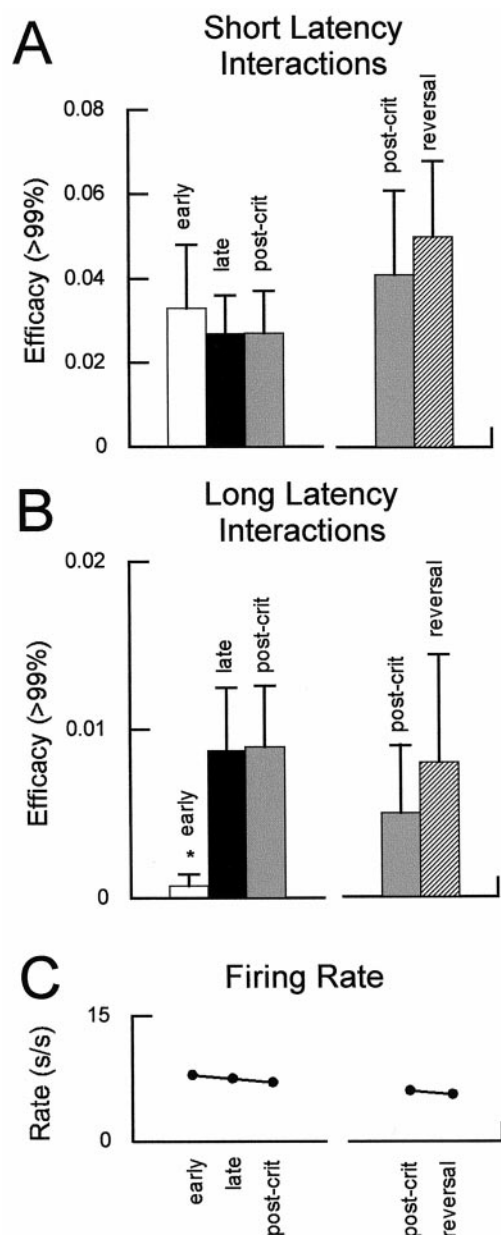 A
Short Latency
Interactions
Efficacy (>99%)
0.08
0.06
0.04
0.02
0
early
late
post-crit
post-crit
reversal
B
Long Latency
Interactions
Efficacy (>99%)
0.02
0.01
0
* early
late
post-crit
post-crit
reversal
C
Firing Rate
Rate (s/s)
15
0
early
late
post-crit
post-crit
reversal